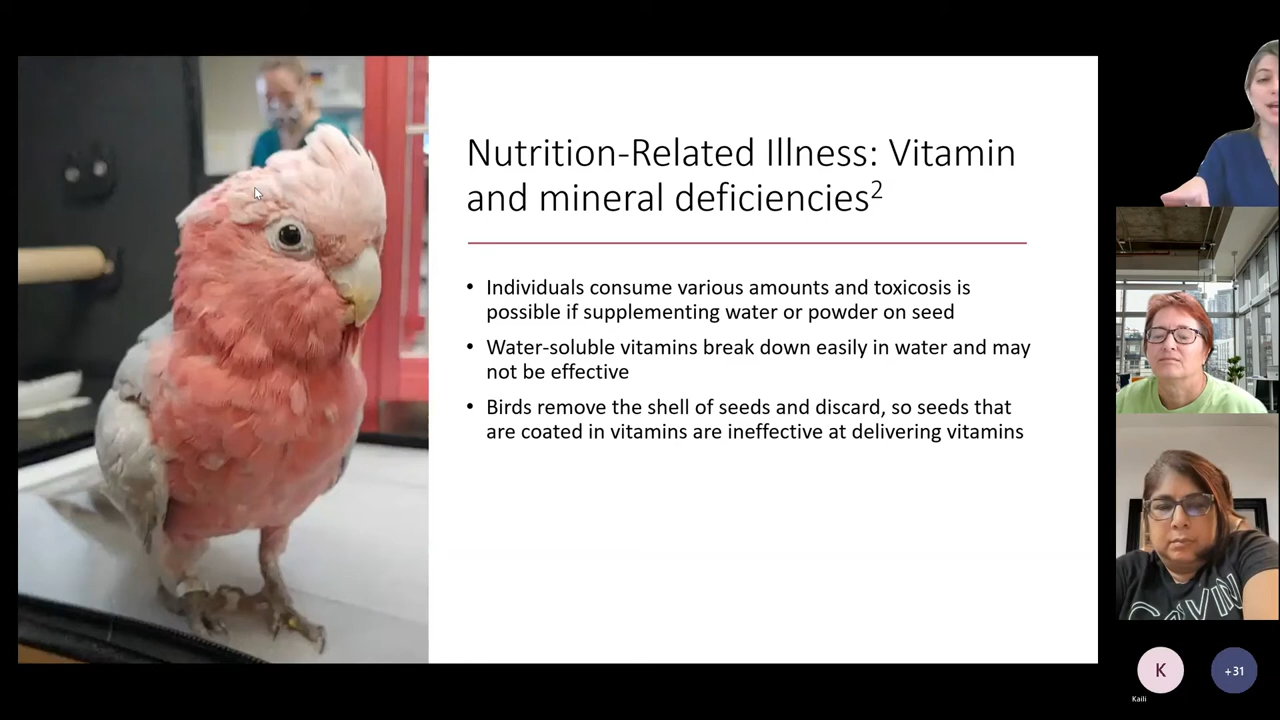 Nutrition-Related Illness: Vitamin
and mineral deficiencies²
• Individuals consume various amounts and toxicosis is
possible if supplementing water or powder on seed
• Water-soluble vitamins break down easily in water and may
not be effective
• Birds remove the shell of seeds and discard, so seeds that
are coated in vitamins are ineffective at delivering vitamins
K
+31
Kaili